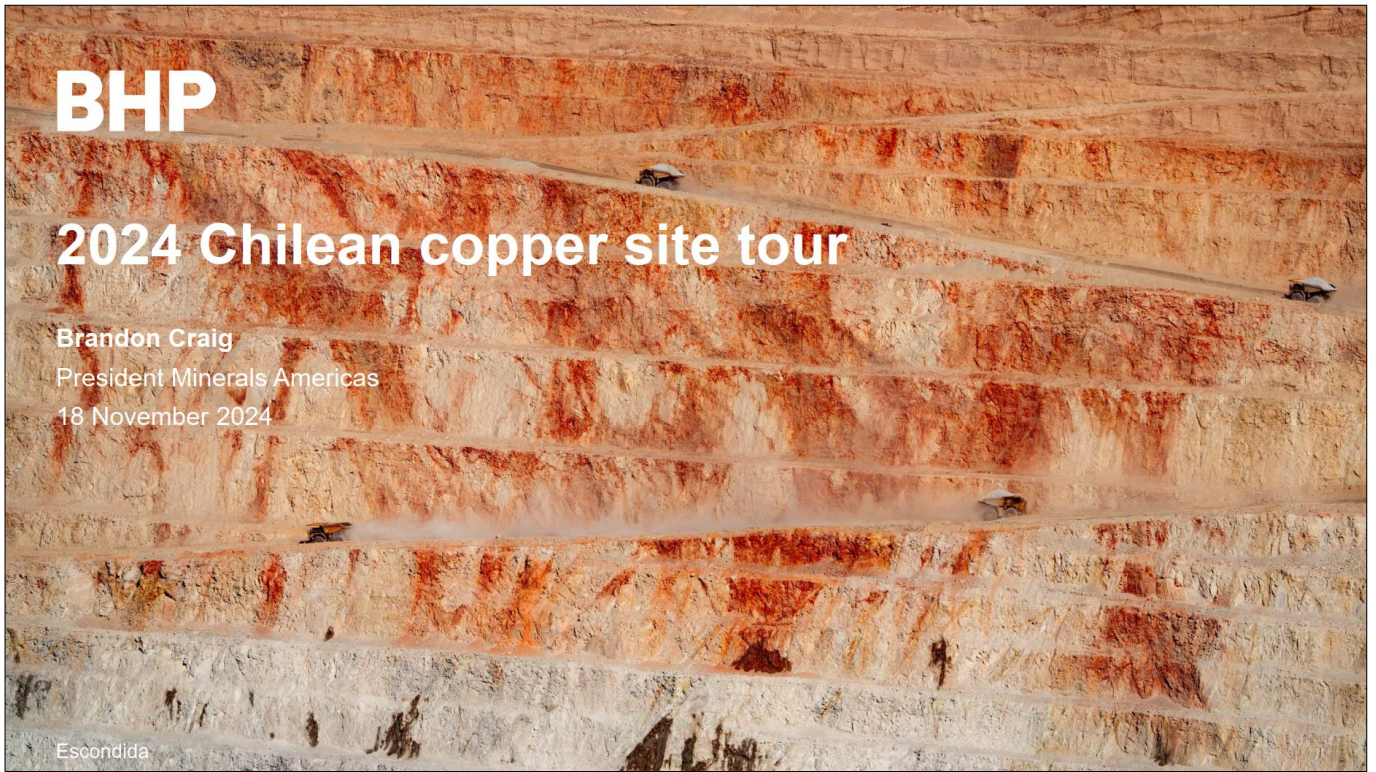 BHP
2024 Chilean copper site tour
Brandon Craig
President Minerals Americas
18 November 2024
Escondida